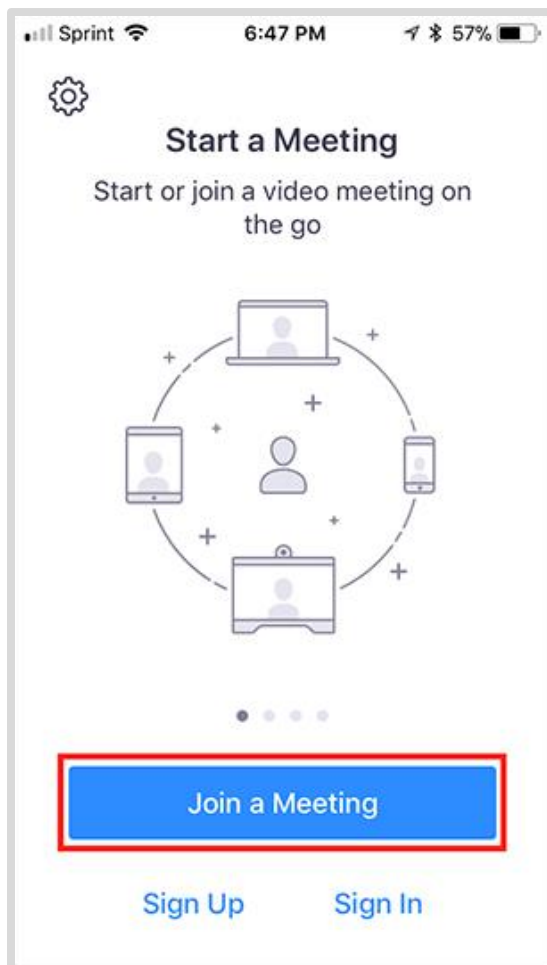 Sprint 6:47 PM 57%
Start a Meeting
Start or join a video meeting on
the go
Join a Meeting
Sign Up Sign In